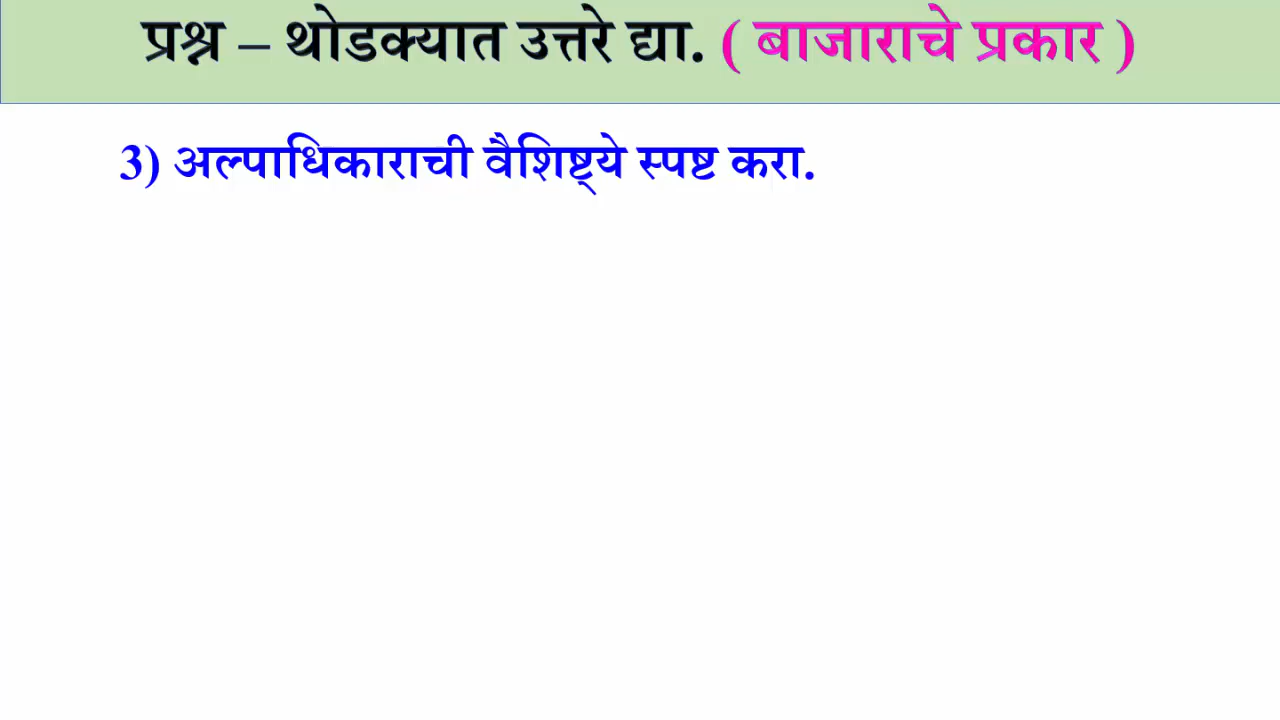 प्रश्न – थोडक्यात उत्तरे द्या. ( बाजाराचे प्रकार )
3) अल्पाधिकाराची वैशिष्ट्ये स्पष्ट करा.